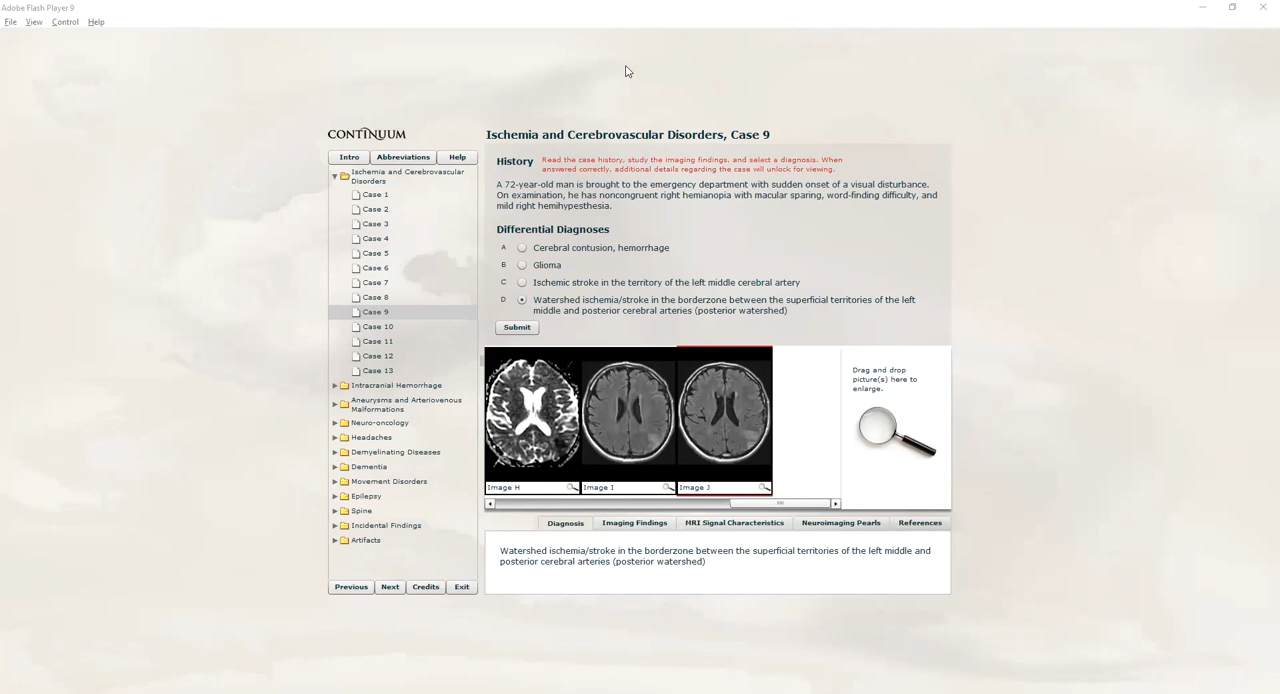 Adobe Flash Player 9
File View Control Help
CONTINUUM
Intro Abbreviations Help
Ischemia and Cerebrovascular
Disorders
Case 1
Case 2
Case 3
Case 4
Case 5
Case 6
Case 7
Case 8
Case 9
Case 10
Case 11
Case 12
Case 13
Intracranial Hemorrhage
Aneurysms and Arteriovenous
Malformations
Neuro-oncology
Headaches
Demyelinating Diseases
Dementia
Movement Disorders
Epilepsy
Spine
Incidental Findings
Artifacts
Previous Next Credits Exit
Ischemia and Cerebrovascular Disorders, Case 9
History Read the case history, study the imaging findings, and select a diagnosis. When
answered correctly, additional details regarding the case will unlock for viewing.
A 72-year-old man is brought to the emergency department with sudden onset of a visual disturbance.
On examination, he has noncongruent right hemianopia with macular sparing, word-finding difficulty, and
mild right hemihypesthesia.
Differential Diagnoses
A Cerebral contusion, hemorrhage
B Glioma
C Ischemic stroke in the territory of the left middle cerebral artery
D Watershed ischemia/stroke in the borderzone between the superficial territories of the left
middle and posterior cerebral arteries (posterior watershed)
Submit
Image H Image I Image J
Drag and drop
picture(s) here to
enlarge.
Diagnosis Imaging Findings MRI Signal Characteristics Neuroimaging Pearls References
Watershed ischemia/stroke in the borderzone between the superficial territories of the left middle and
posterior cerebral arteries (posterior watershed)